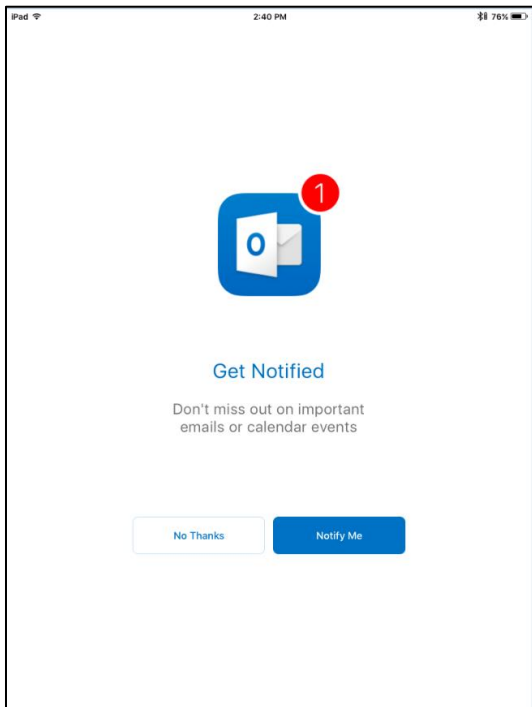 iPad 2:40 PM 76%
1
O
Get Notified
Don't miss out on important
emails or calendar events
No Thanks Notify Me